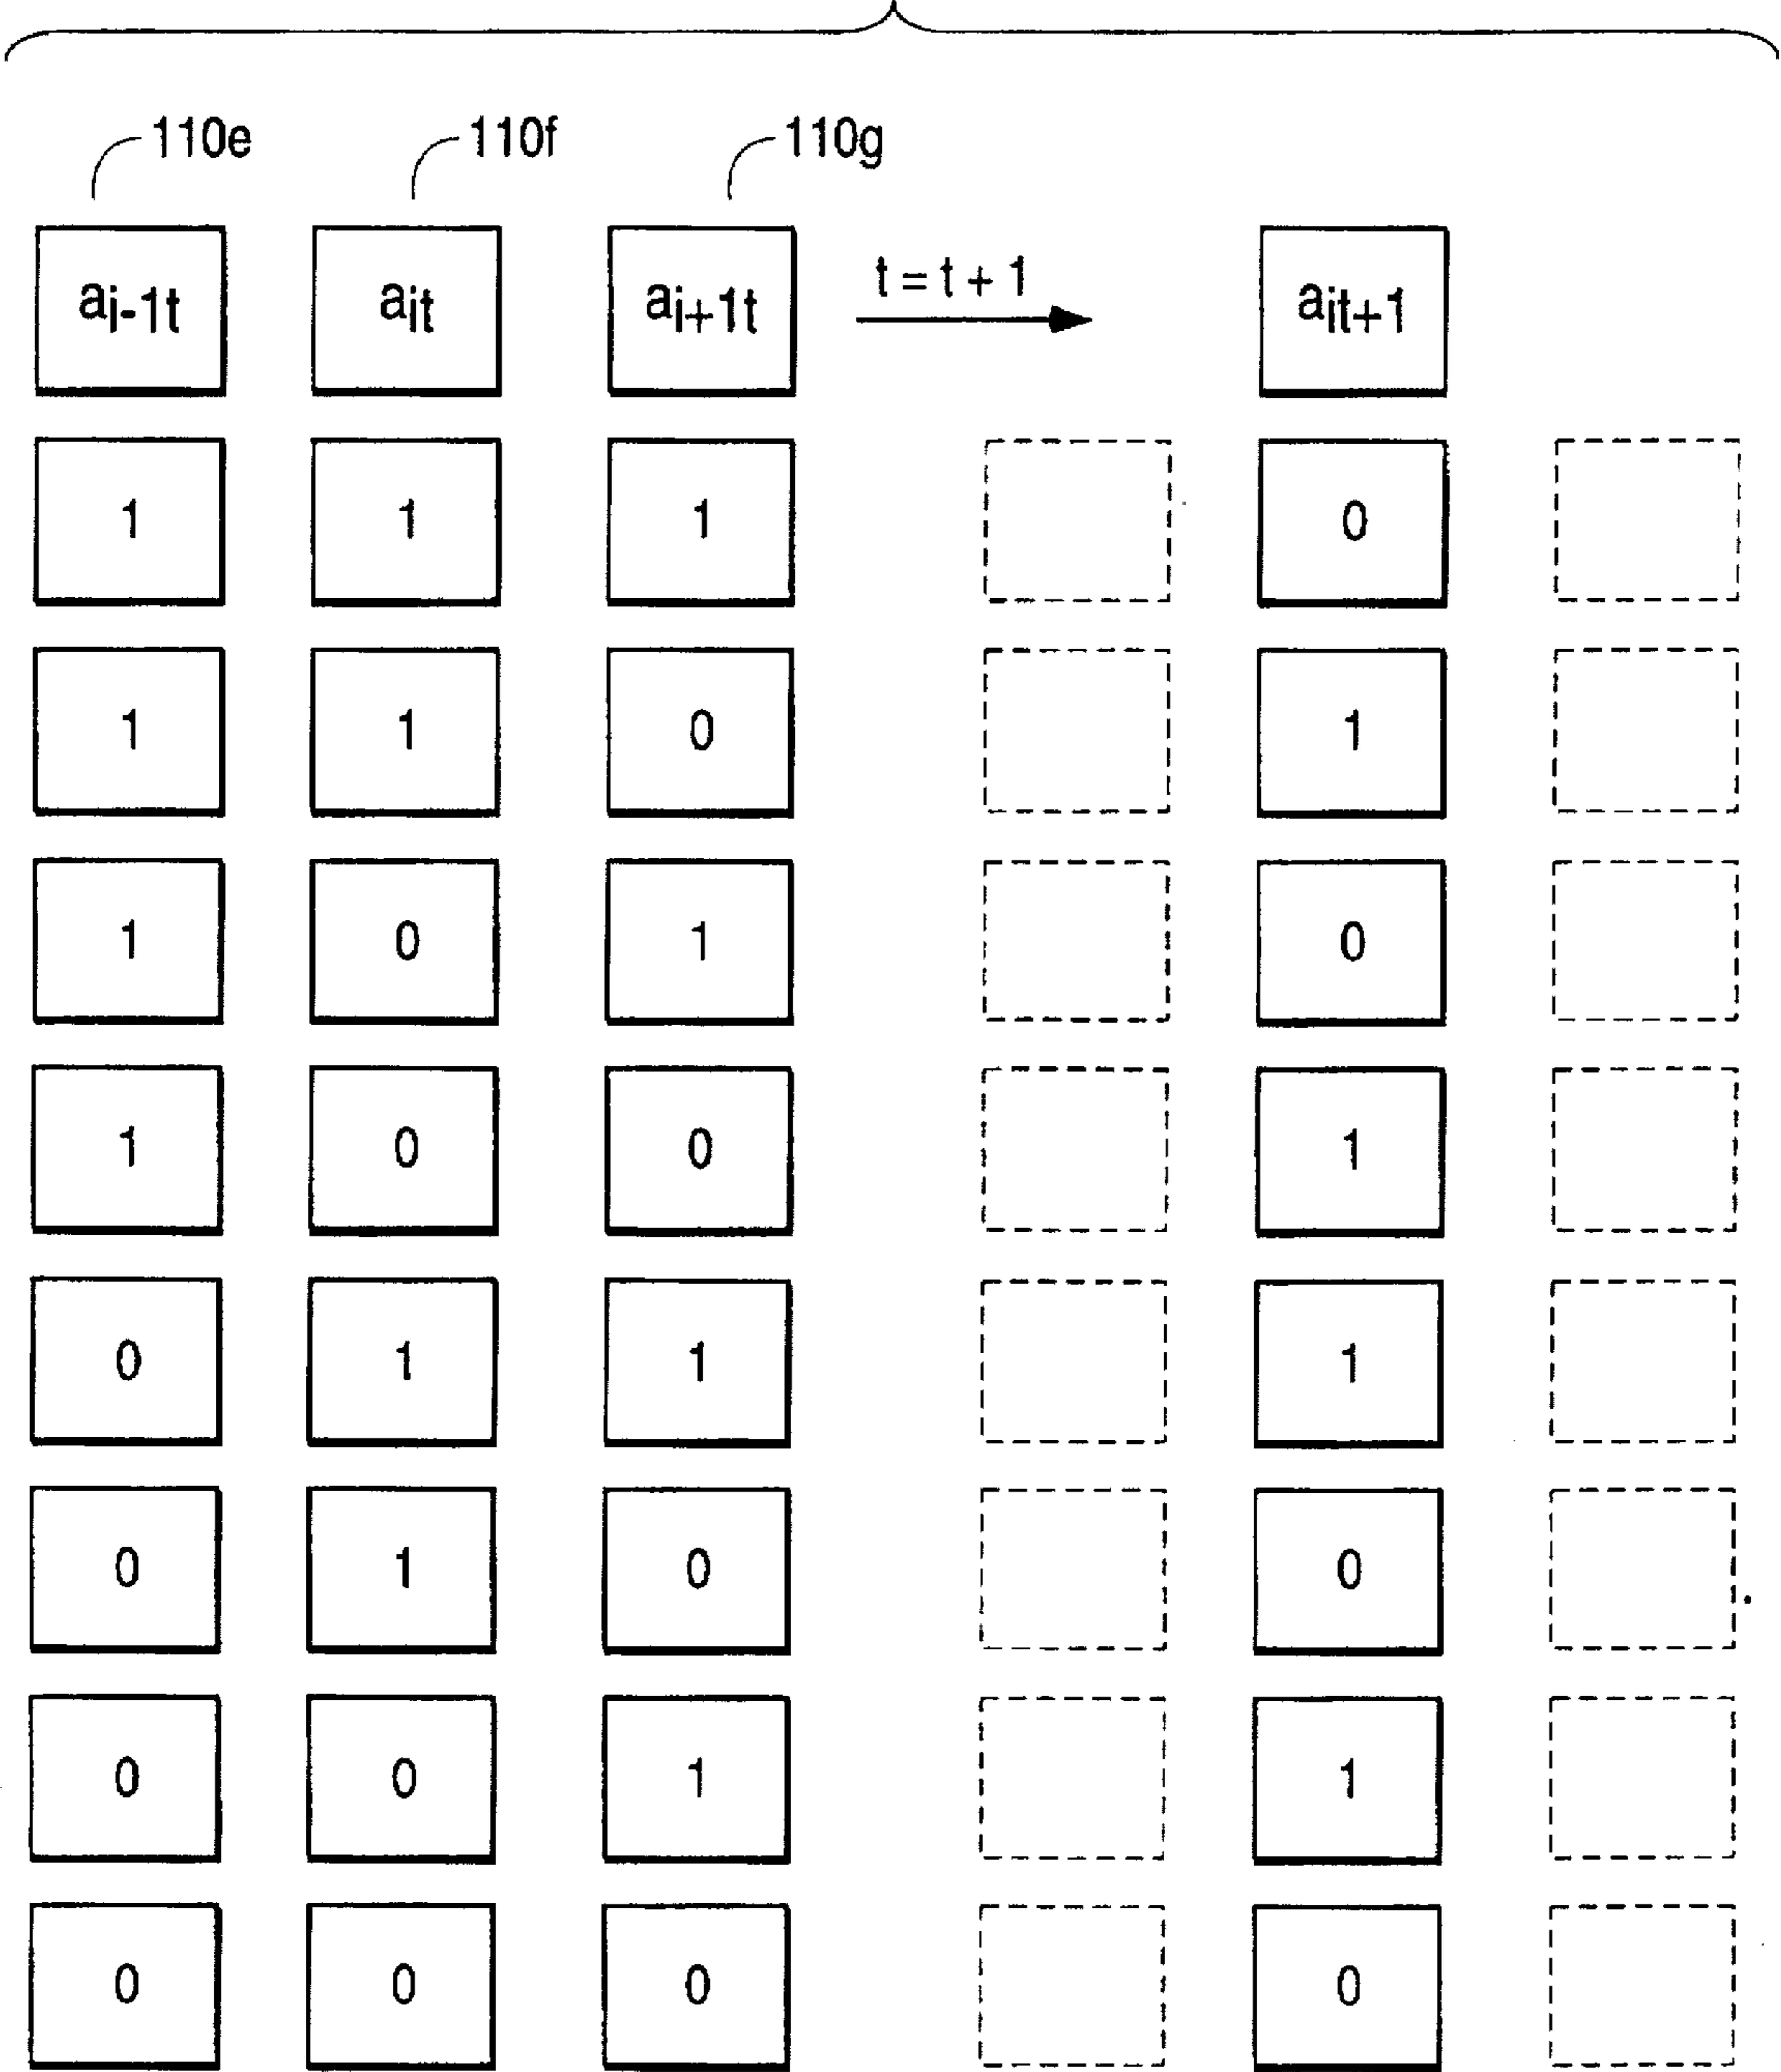 110e 110f 110g
ai-1t ait ai+1t t = t + 1 ait+1
1 1 1 0
1 1 0 1
1 0 1 0
1 0 0 1
0 1 1 1
0 1 0 0
0 0 1 1
0 0 0 0